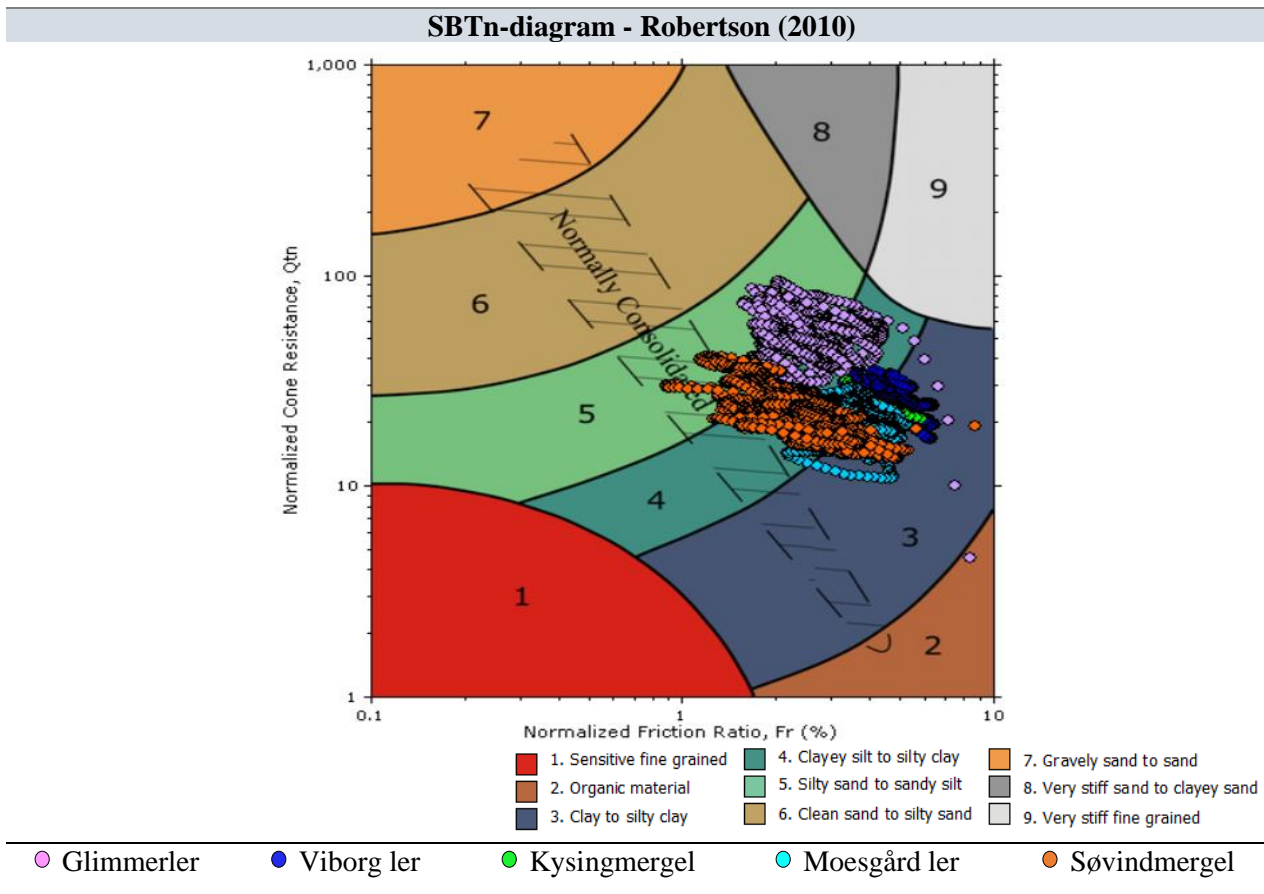 SBTn-diagram - Robertson (2010)
1,000
100
10
1
Normalized Cone Resistance, Qtn
7
8
9
6
5
4
3
1
2
Normally Consolidated
0.1
1
10
Normalized Friction Ratio, Fr (%)
1. Sensitive fine grained
2. Organic material
3. Clay to silty clay
4. Clayey silt to silty clay
5. Silty sand to sandy silt
6. Clean sand to silty sand
7. Gravely sand to sand
8. Very stiff sand to clayey sand
9. Very stiff fine grained
Glimmerler Viborg ler Kysingmergel Moesgård ler Søvindmergel